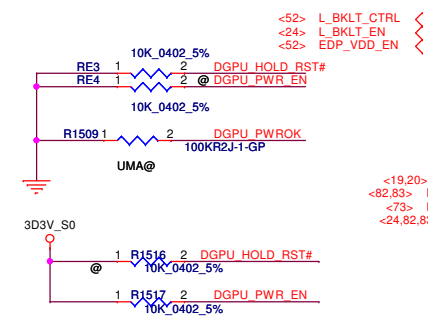 <52> L_BKLT_CTRL
<24> L_BKLT_EN
<52> EDP_VDD_EN
10K_0402_5%
RE3 1 2 DGPU_HOLD_RST#
RE4 1 2 @ DGPU_PWR_EN
10K_0402_5%
R1509 1 2 DGPU_PWROK
100KR2J-1-GP
UMA@
<19,20>
<82,83>
<73>
<24,82,83
3D3V_S0
1 R1516 2 DGPU_HOLD_RST#
@ 10K_0402_5%
1 R1517 2 DGPU_PWR_EN
10K_0402_5%